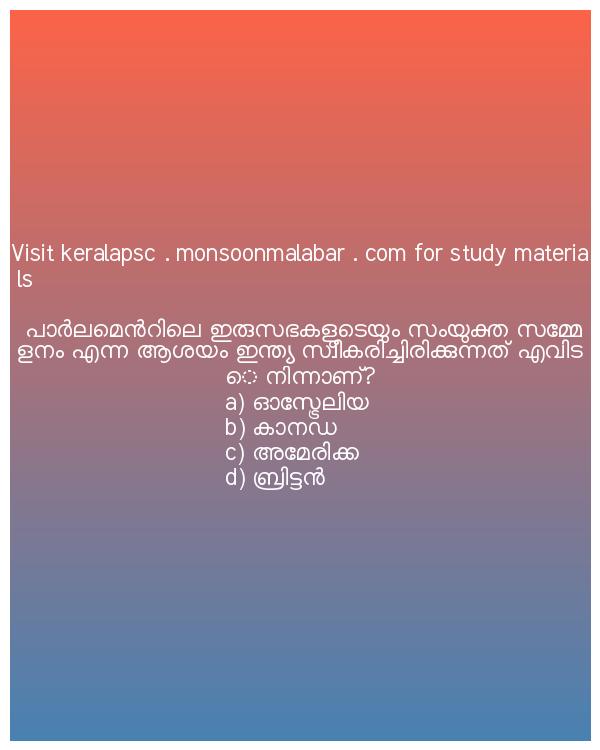 Visit keralapsc . monsoonmalabar . com for study materia
ls
പാർലമെൻറിലെ ഇരുസഭകളുടെയും സംയുക്ത സമ്മേ
ളനം എന്ന ആശയം ഇന്ത്യ സ്വീകരിച്ചിരിക്കുന്നത് എവിട
െ നിന്നാണ്?
a) ഓസ്ട്രേലിയ
b) കാനഡ
c) അമേരിക്ക
d) ബ്രിട്ടൻ